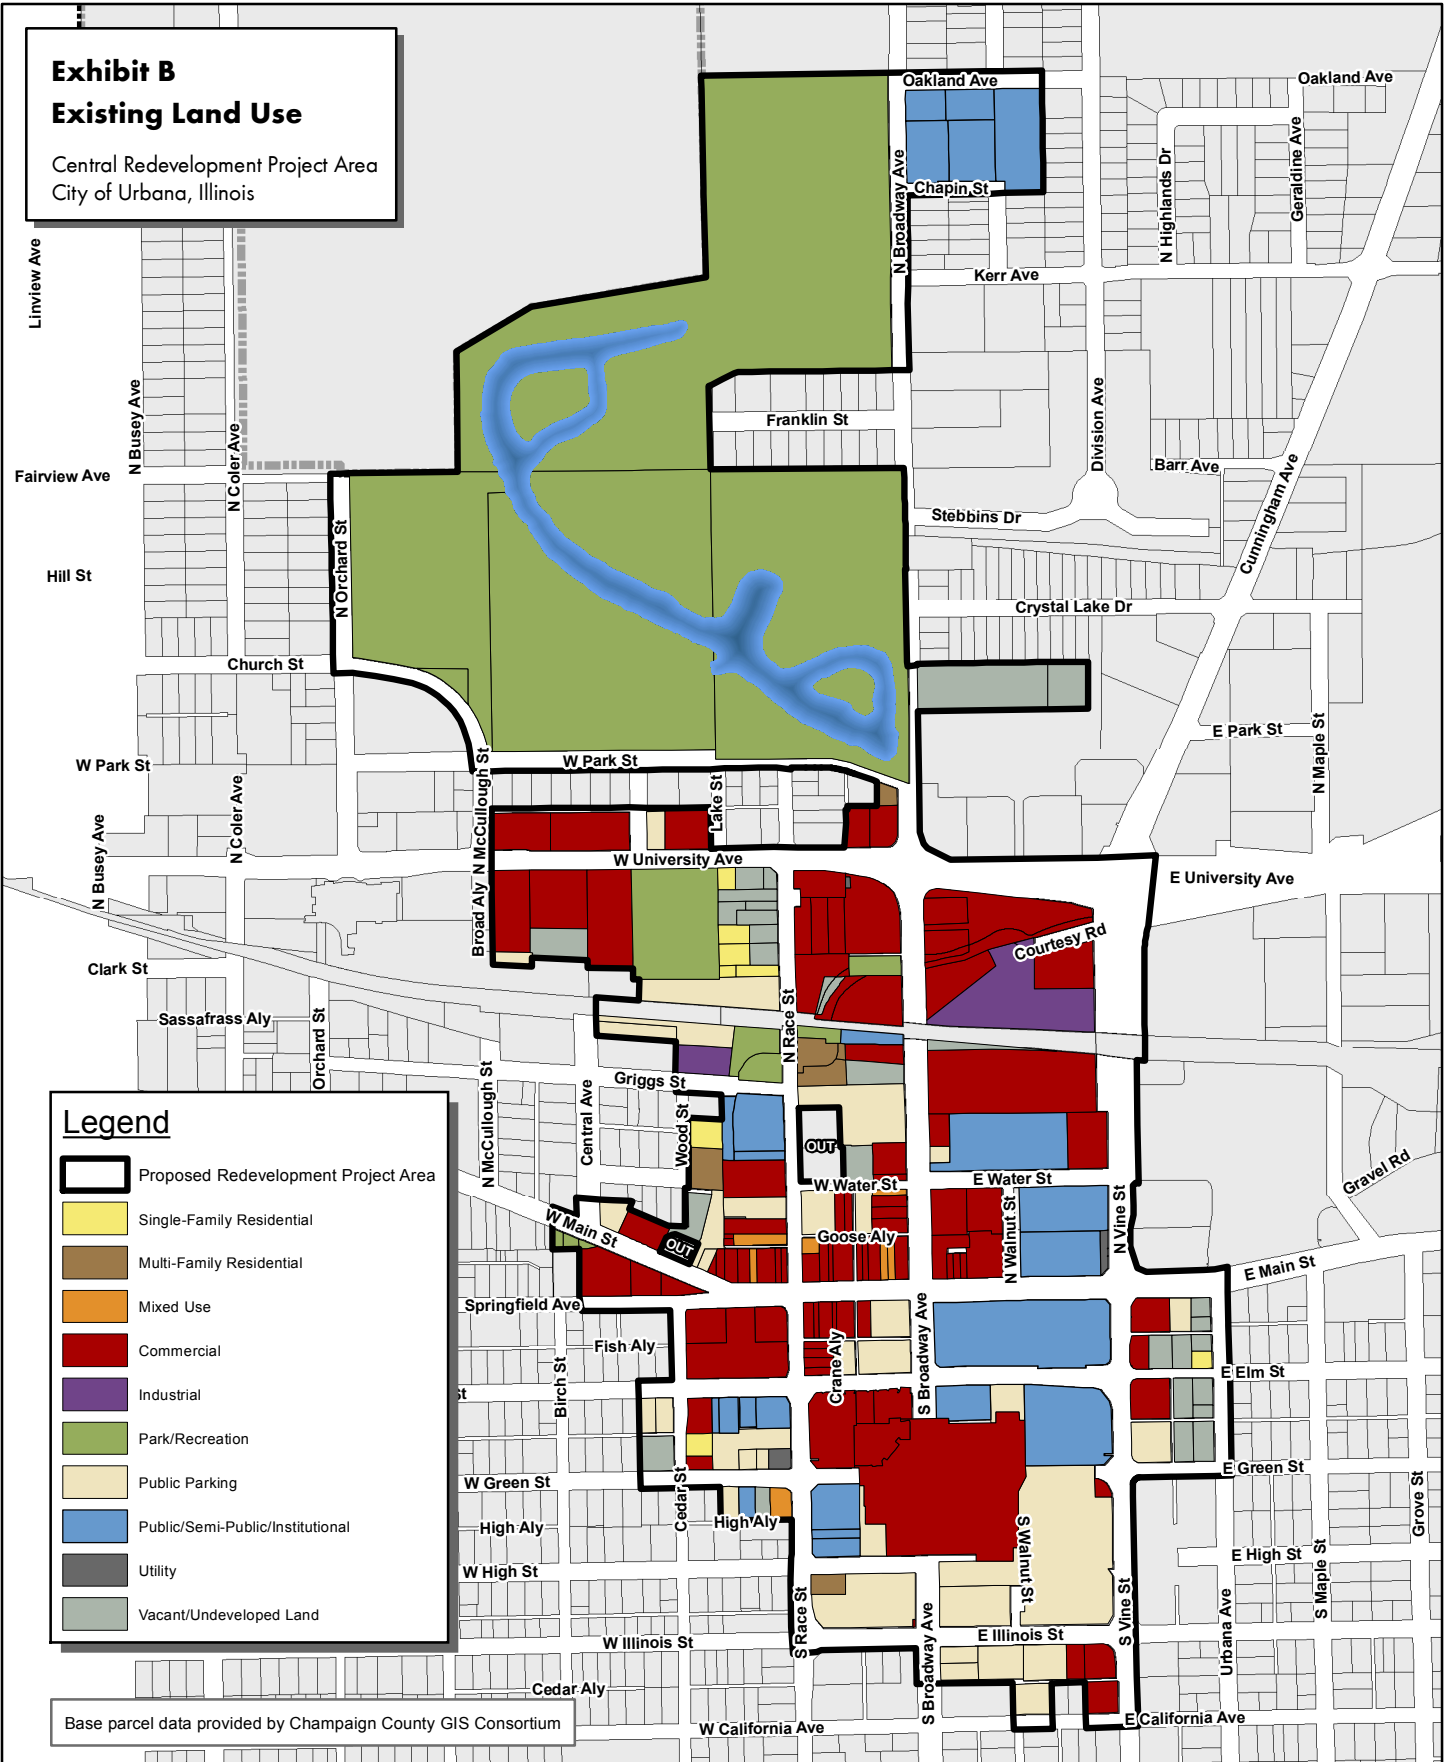 Exhibit B
Existing Land Use
Central Redevelopment Project Area
City of Urbana, Illinois
Oakland Ave
Oakland Ave
N Broadway Ave
Chapin St
N Highlands Dr
Geraldine Ave
Linview Ave
Kerr Ave
N Busey Ave
N Coler Ave
Franklin St
Division Ave
Barr Ave
Cunningham Ave
Fairview Ave
Stebbins Dr
Hill St
N Orchard St
Crystal Lake Dr
Church St
E Park St
N Maple St
W Park St
W Park St
N McCullough St
Lake St
N Coler Ave
N Busey Ave
W University Ave
E University Ave
Broad Aly
Courtesy Rd
Clark St
N Race St
Sassafrass Aly
Orchard St
Griggs St
N McCullough St
Central Ave
Wood St
OUT
W Water St
E Water St
Gravel Rd
W Main St
OUT
Goose Aly
N Walnut St
N Vine St
E Main St
Springfield Ave
Fish Aly
Crane Aly
S Broadway Ave
E Elm St
Birch St
St
W Green St
Cedar St
High Aly
High Aly
E Green St
Grove St
W High St
S Walnut St
E High St
S Maple St
S Race St
S Broadway Ave
S Vine St
Urbana Ave
W Illinois St
E Illinois St
Cedar Aly
W California Ave
E California Ave
Legend
Proposed Redevelopment Project Area
Single-Family Residential
Multi-Family Residential
Mixed Use
Commercial
Industrial
Park/Recreation
Public Parking
Public/Semi-Public/Institutional
Utility
Vacant/Undeveloped Land
Base parcel data provided by Champaign County GIS Consortium